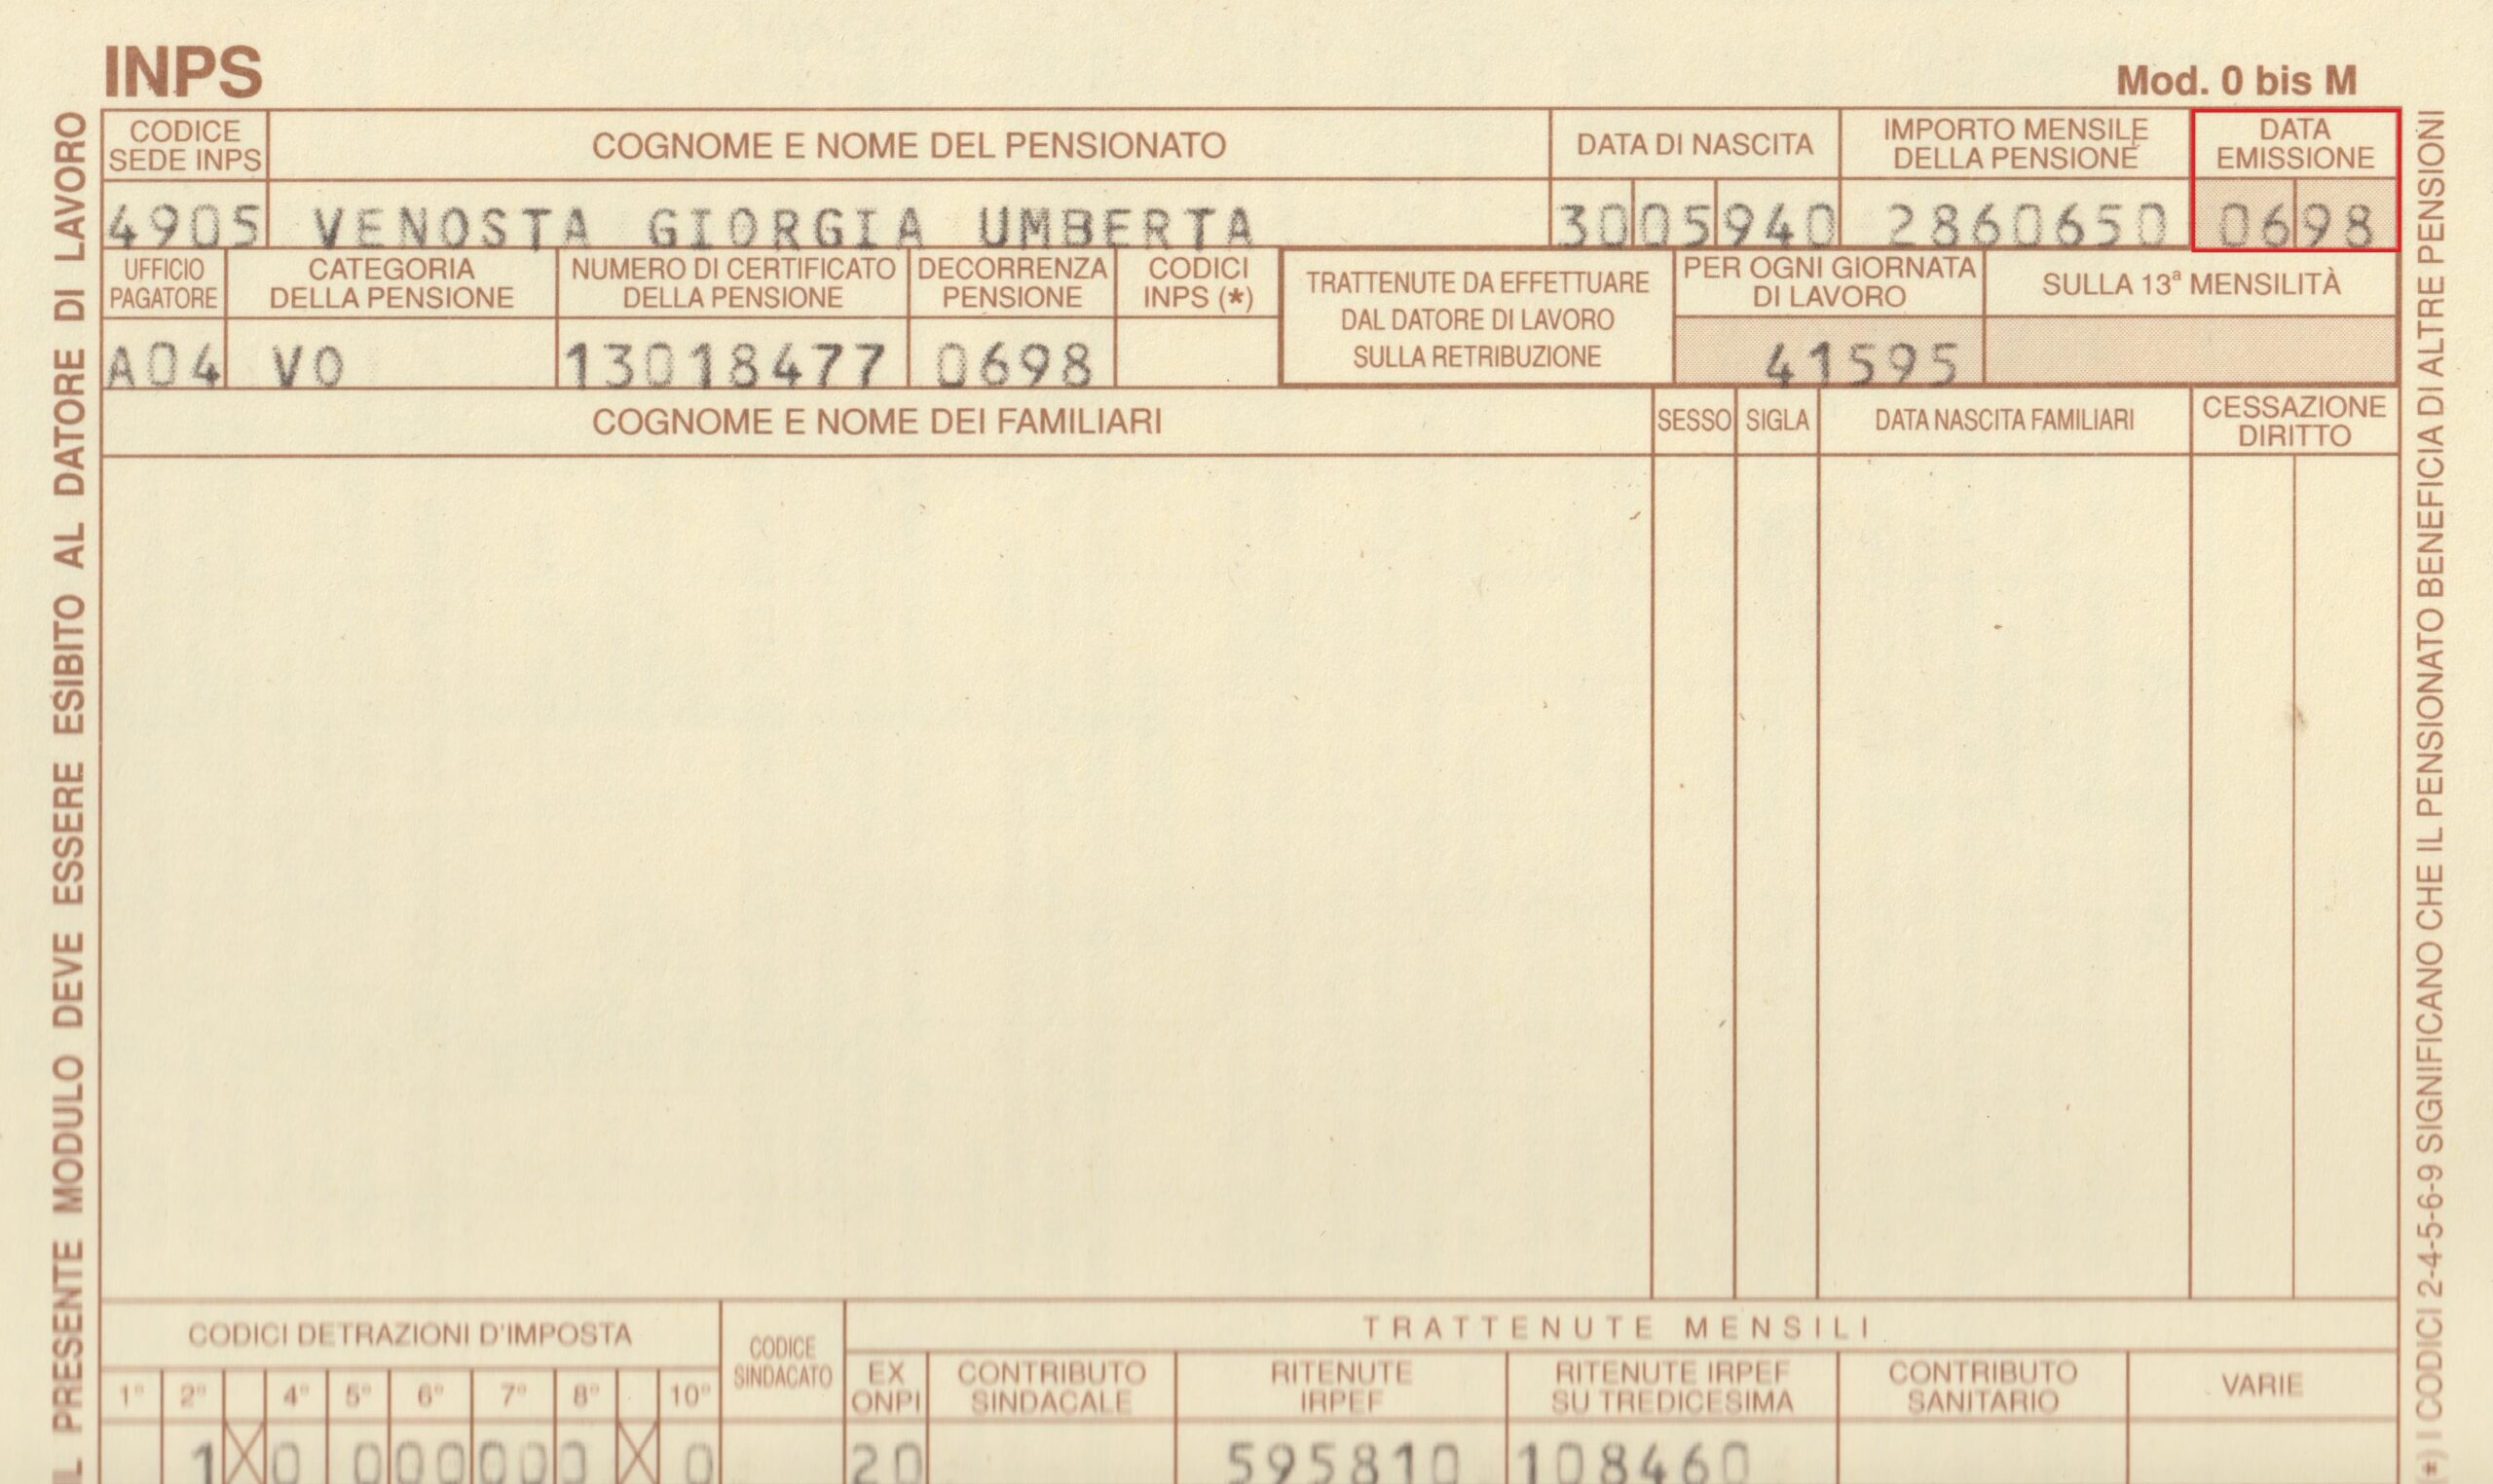 INPS
Mod. 0 bis M
CODICE SEDE INPS
COGNOME E NOME DEL PENSIONATO
DATA DI NASCITA
IMPORTO MENSILE DELLA PENSIONE
DATA EMISSIONE
4905 VENOSTA GIORGIA UMBERTA 3005940 2860650 0698
UFFICIO PAGATORE
CATEGORIA DELLA PENSIONE
NUMERO DI CERTIFICATO DELLA PENSIONE
DECORRENZA PENSIONE
CODICI INPS (*)
TRATTENUTE DA EFFETTUARE
DAL DATORE DI LAVORO
SULLA RETRIBUZIONE
PER OGNI GIORNATA DI LAVORO
SULLA 13ª MENSILITÀ
A04 VO 13018477 0698 41595
COGNOME E NOME DEI FAMILIARI
SESSO
SIGLA
DATA NASCITA FAMILIARI
CESSAZIONE DIRITTO
CODICI DETRAZIONI D'IMPOSTA
CODICE SINDACATO
TRATTENUTE MENSILI
1° 2° 4° 5° 6° 7° 8° 10°
EX ONPI
CONTRIBUTO SINDACALE
RITENUTE IRPEF
RITENUTE IRPEF SU TREDICESIMA
CONTRIBUTO SANITARIO
VARIE
1 0 000000 0 20 595810 108460
IL PRESENTE MODULO DEVE ESSERE ESIBITO AL DATORE DI LAVORO
(*) I CODICI 2-4-5-6-9 SIGNIFICANO CHE IL PENSIONATO BENEFICIA DI ALTRE PENSIONI